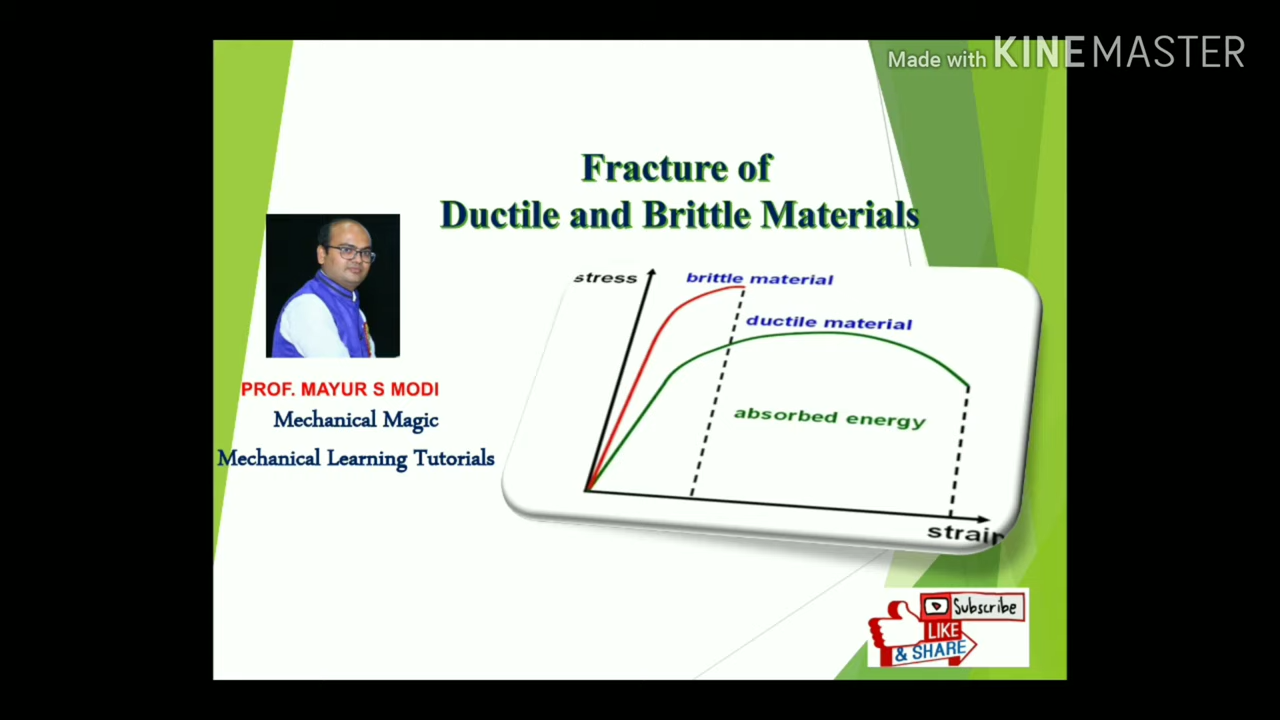 Made with KINEMASTER
Fracture of
Ductile and Brittle Materials
stress
brittle material
ductile material
absorbed energy
strain
PROF. MAYUR S MODI
Mechanical Magic
Mechanical Learning Tutorials
Subscribe
LIKE
& SHARE